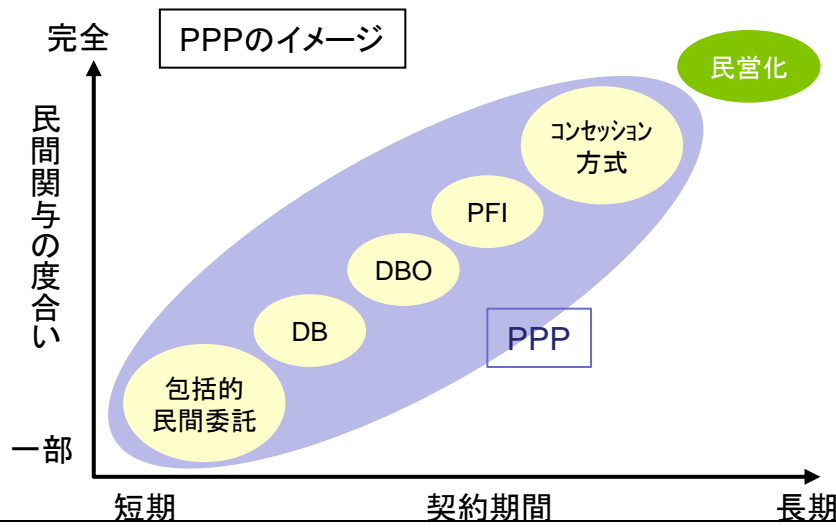 完全
PPPのイメージ
民営化
民間関与の度合い
コンセッション
方式
PFI
DBO
DB
PPP
包括的
民間委託
一部
短期
契約期間
長期